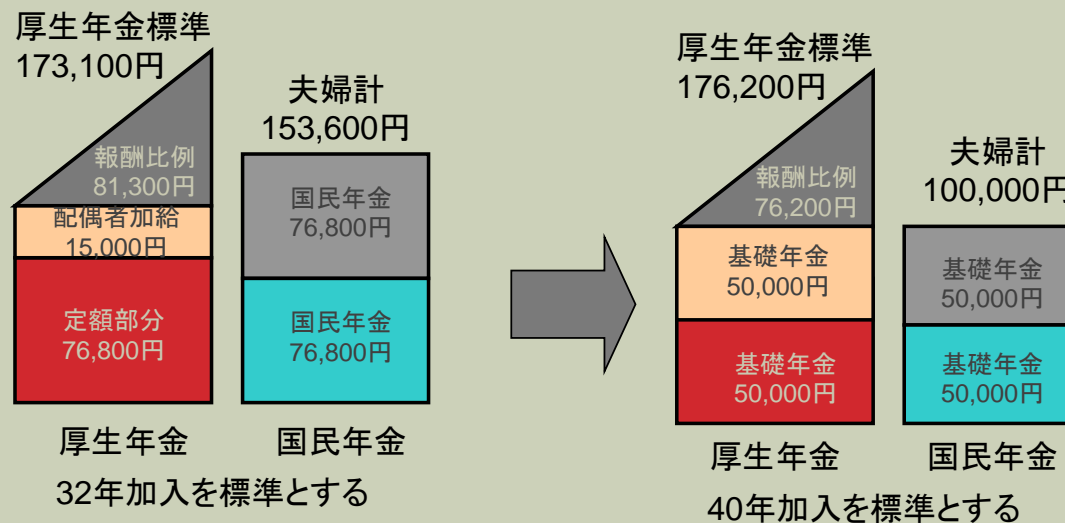 厚生年金標準
173,100円
報酬比例
81,300円
配偶者加給
15,000円
定額部分
76,800円
厚生年金
夫婦計
153,600円
国民年金
76,800円
国民年金
76,800円
国民年金
32年加入を標準とする
厚生年金標準
176,200円
報酬比例
76,200円
基礎年金
50,000円
基礎年金
50,000円
厚生年金
夫婦計
100,000円
基礎年金
50,000円
基礎年金
50,000円
国民年金
40年加入を標準とする